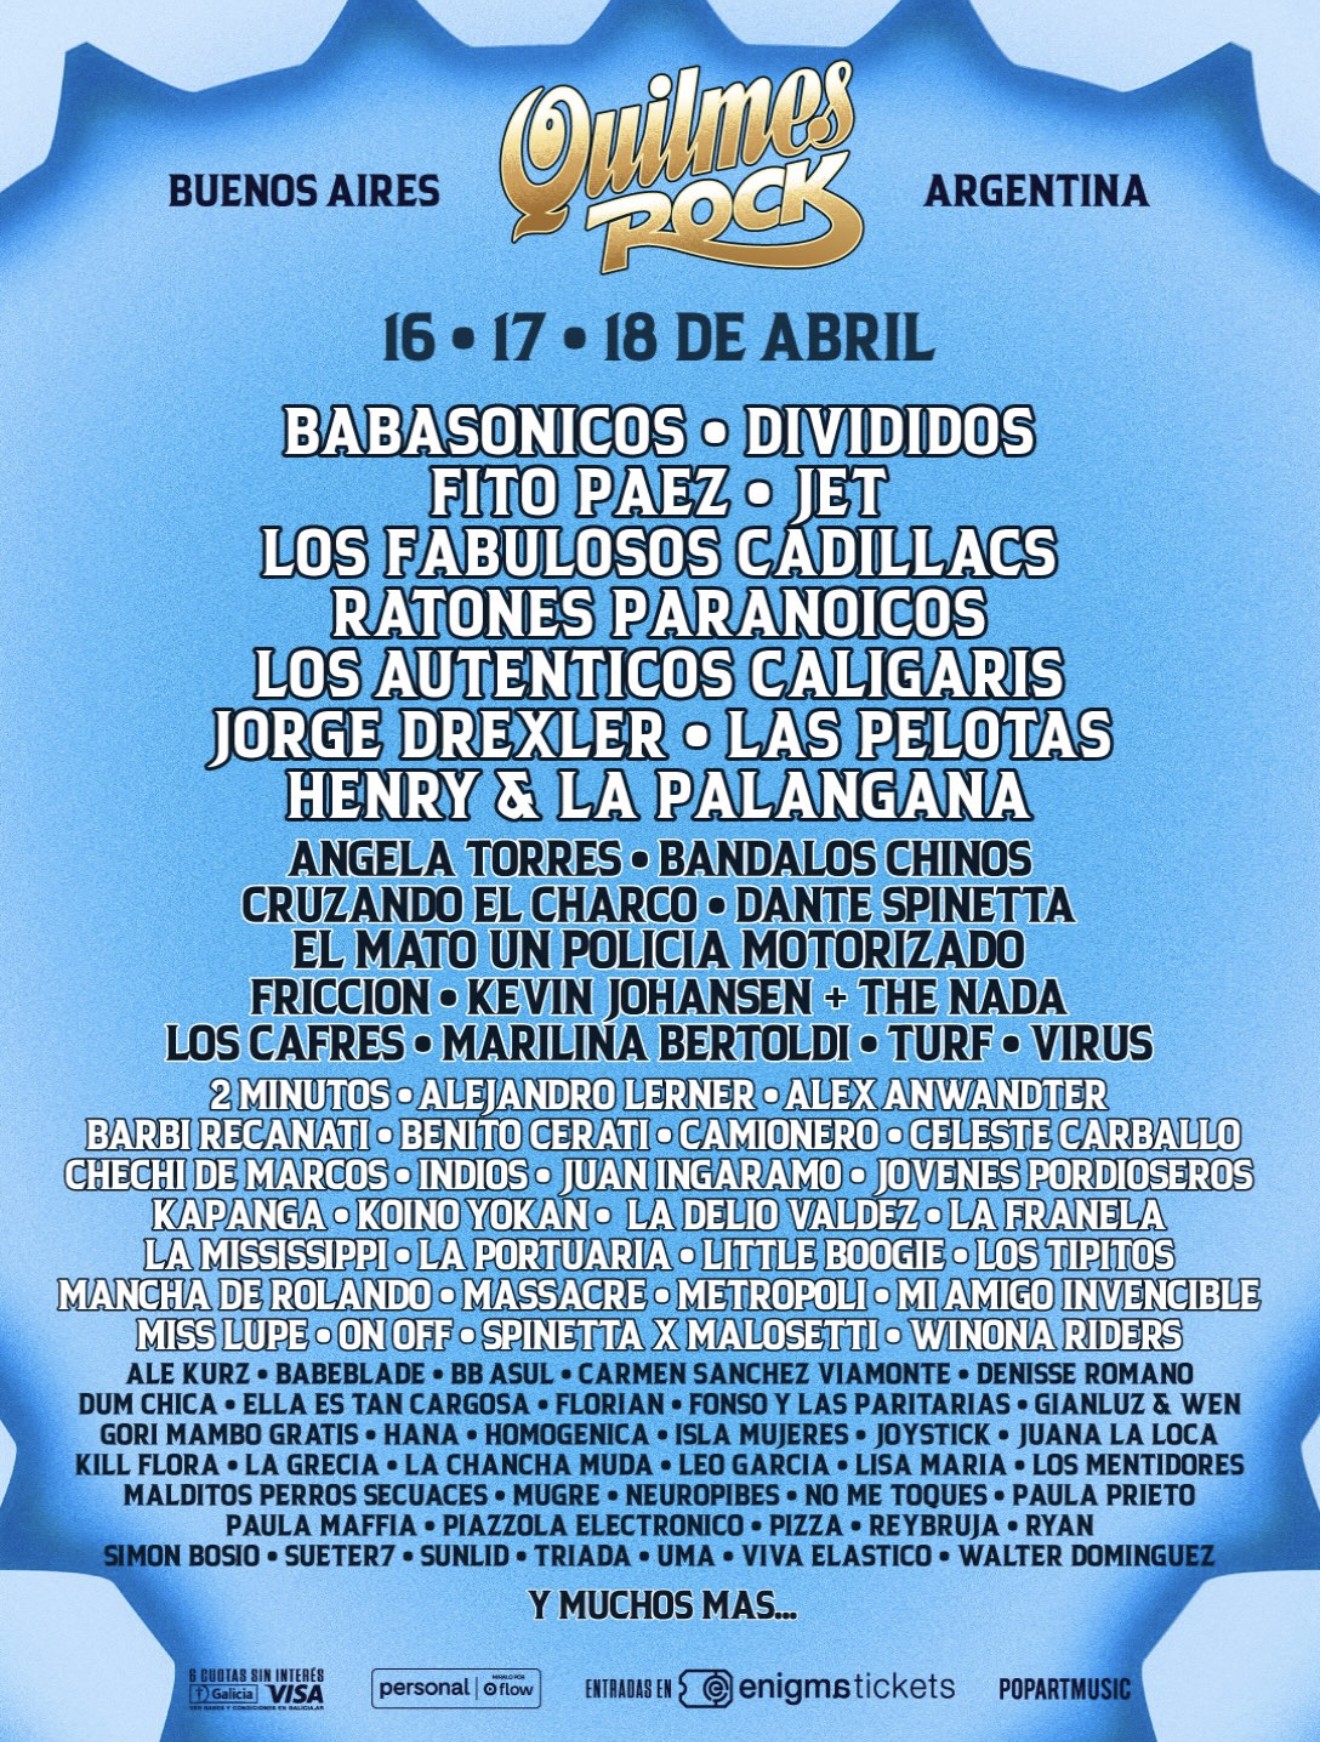 Quilmes
ROCK
BUENOS AIRES
ARGENTINA
16 • 17 • 18 DE ABRIL
BABASONICOS • DIVIDIDOS
FITO PAEZ • JET
LOS FABULOSOS CADILLACS
RATONES PARANOICOS
LOS AUTENTICOS CALIGARIS
JORGE DREXLER • LAS PELOTAS
HENRY & LA PALANGANA
ANGELA TORRES • BANDALOS CHINOS
CRUZANDO EL CHARCO • DANTE SPINETTA
EL MATO UN POLICIA MOTORIZADO
FRICCION • KEVIN JOHANSEN + THE NADA
LOS CAFRES • MARILINA BERTOLDI • TURF • VIRUS
2 MINUTOS • ALEJANDRO LERNER • ALEX ANWANDTER
BARBI RECANATI • BENITO CERATI • CAMIONERO • CELESTE CARBALLO
CHECHI DE MARCOS • INDIOS • JUAN INGARAMO • JOVENES PORDIOSEROS
KAPANGA • KOINO YOKAN • LA DELIO VALDEZ • LA FRANELA
LA MISSISSIPPI • LA PORTUARIA • LITTLE BOOGIE • LOS TIPITOS
MANCHA DE ROLANDO • MASSACRE • METROPOLI • MI AMIGO INVENCIBLE
MISS LUPE • ON OFF • SPINETTA X MALOSETTI • WINONA RIDERS
ALE KURZ • BABEBLADE • BB ASUL • CARMEN SANCHEZ VIAMONTE • DENISSE ROMANO
DUM CHICA • ELLA ES TAN CARGOSA • FLORIAN • FONSO Y LAS PARITARIAS • GIANLUZ & WEN
GORI MAMBO GRATIS • HANA • HOMOGENICA • ISLA MUJERES • JOYSTICK • JUANA LA LOCA
KILL FLORA • LA GRECIA • LA CHANCHA MUDA • LEO GARCIA • LISA MARIA • LOS MENTIDORES
MALDITOS PERROS SECUACES • MUGRE • NEUROPIBES • NO ME TOQUES • PAULA PRIETO
PAULA MAFFIA • PIAZZOLA ELECTRONICO • PIZZA • REYBRUJA • RYAN
SIMON BOSIO • SUETER7 • SUNLID • TRIADA • UMA • VIVA ELASTICO • WALTER DOMINGUEZ
Y MUCHOS MAS...
6 CUOTAS SIN INTERÉS
Galicia VISA
VER BASES Y CONDICIONES EN GALICIA.AR
personal | MIRALO POR flow
ENTRADAS EN enigmatickets
POPARTMUSIC